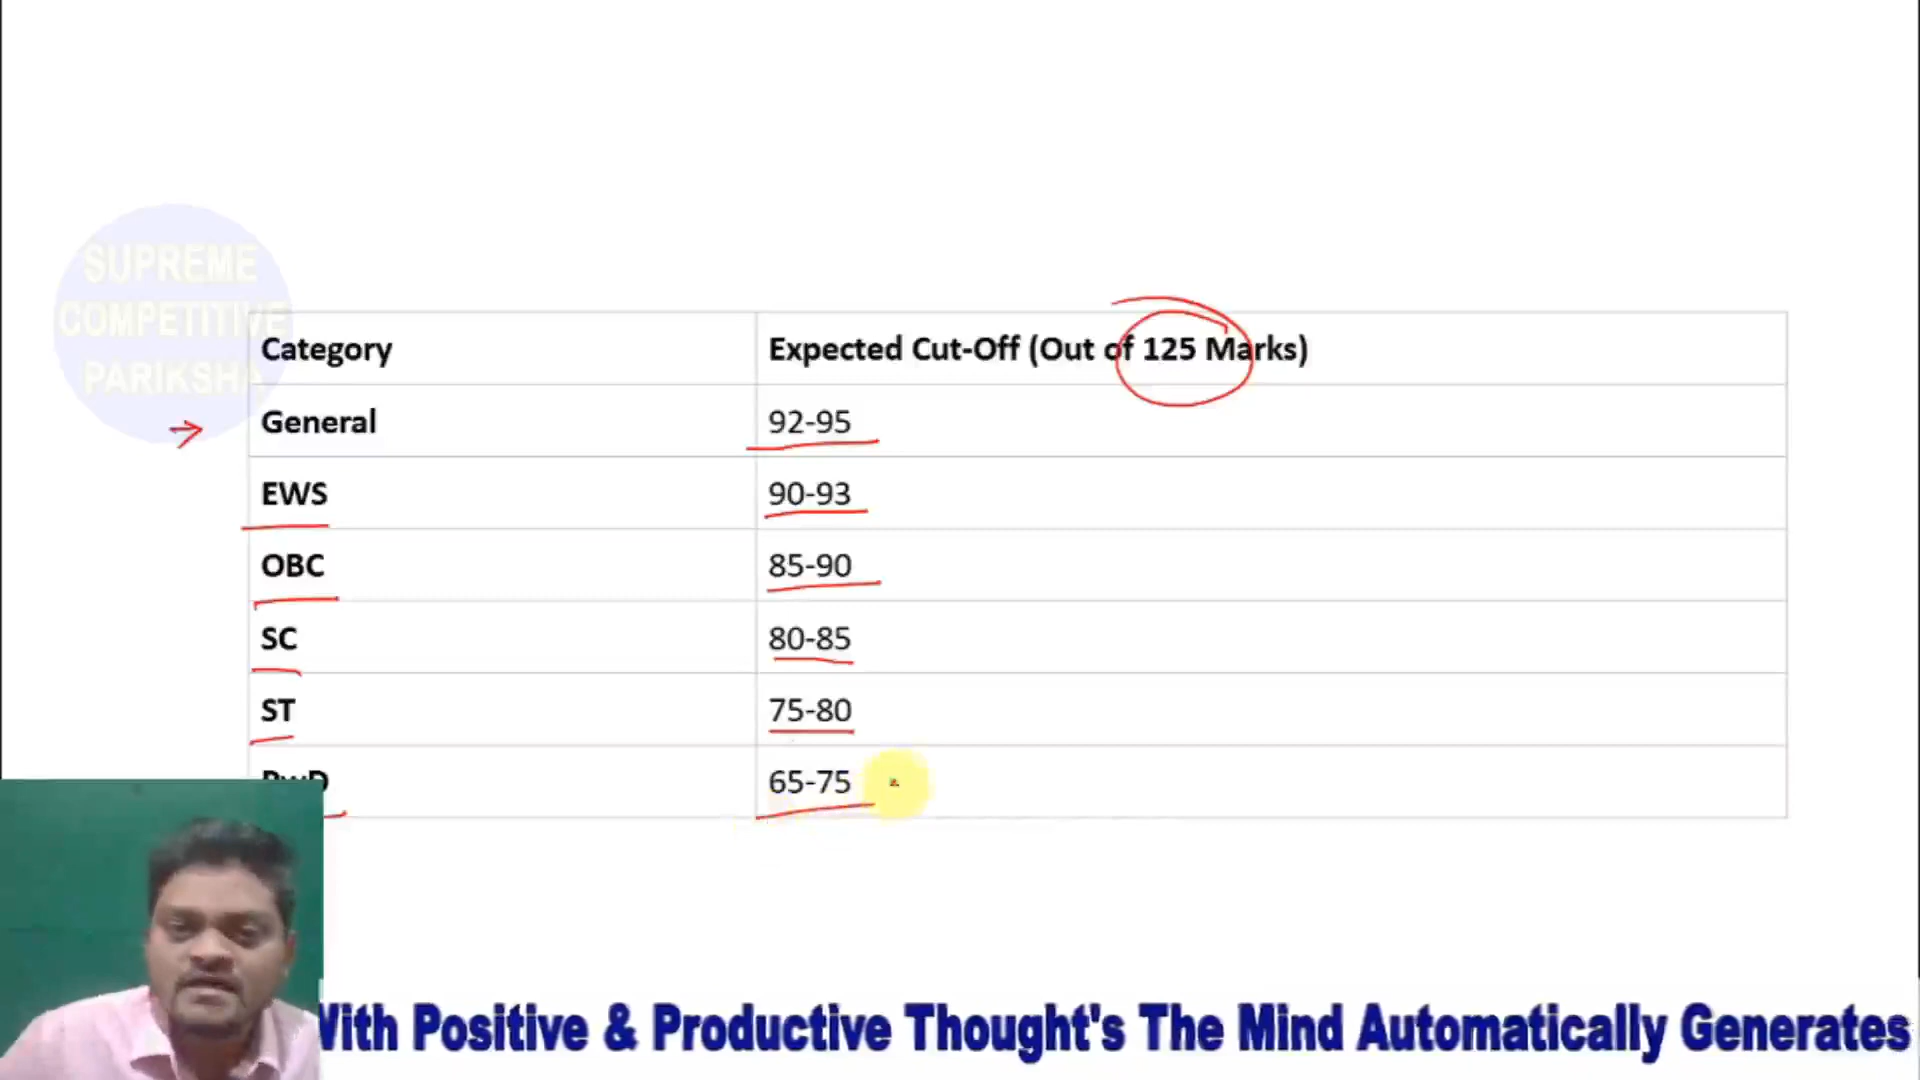 SUPREME
COMPETITIVE
PARIKSHA
Category Expected Cut-Off (Out of 125 Marks)
General 92-95
EWS 90-93
OBC 85-90
SC 80-85
ST 75-80
PwD 65-75
With Positive & Productive Thought's The Mind Automatically Generates